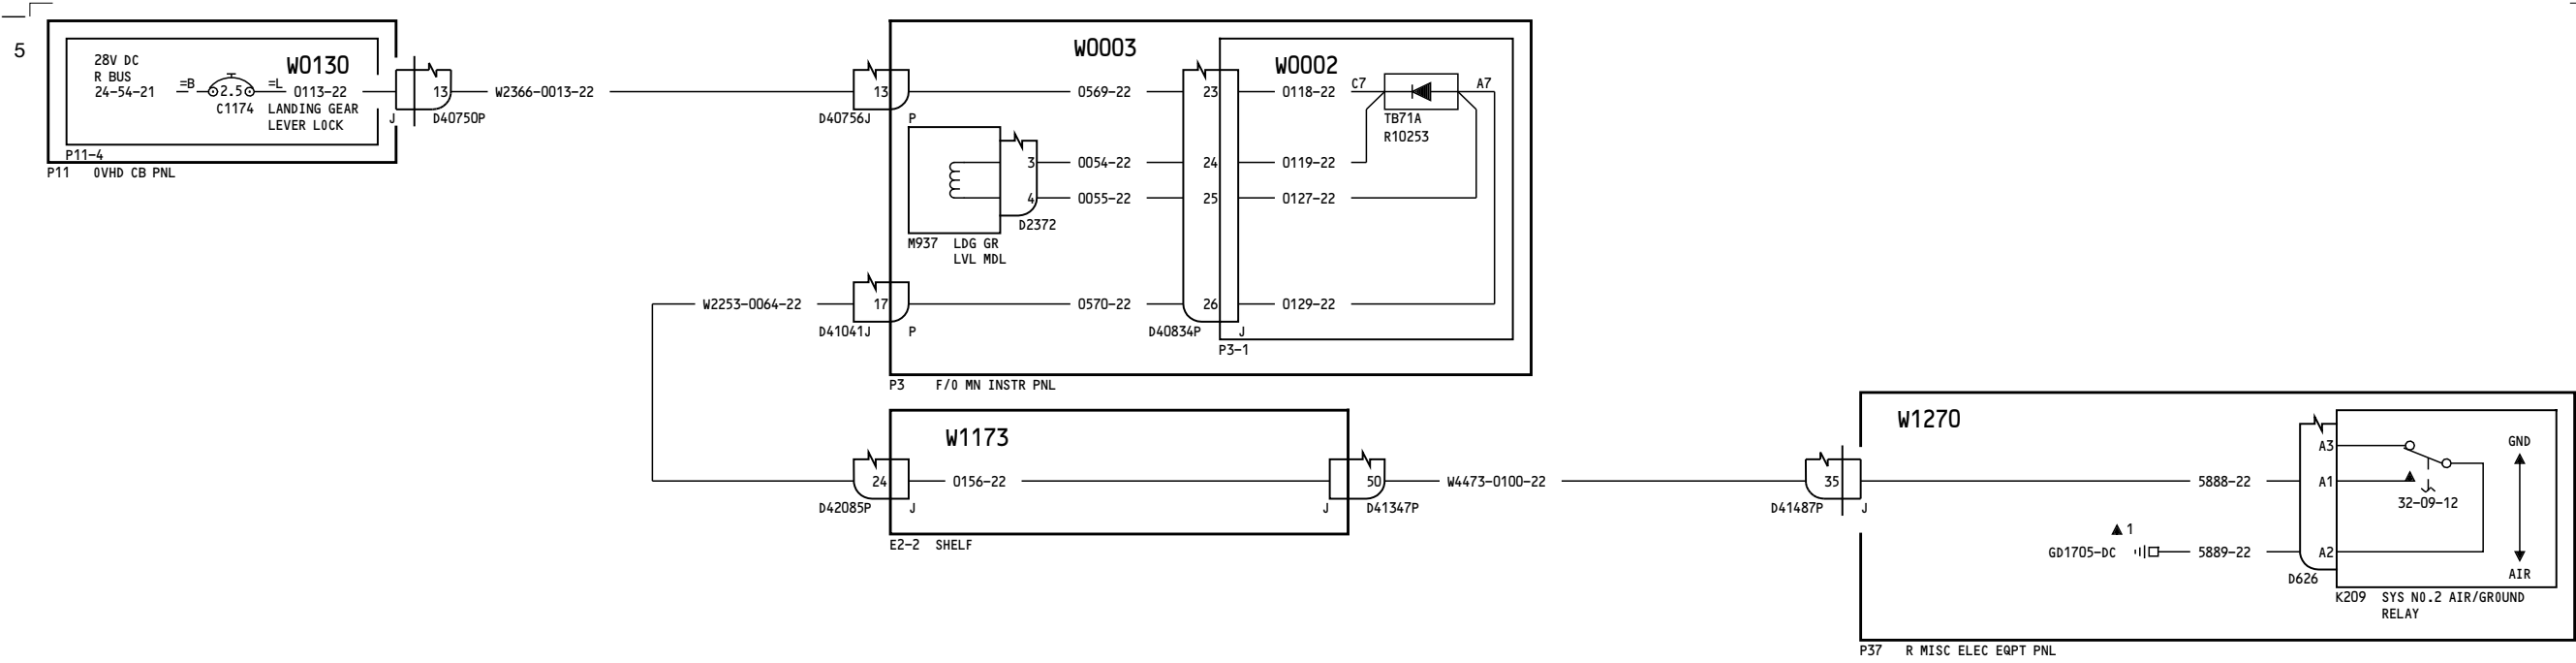 5
28V DC
R BUS
24-54-21
=B
2.5
C1174
=L
W0130
0113-22
LANDING GEAR
LEVER LOCK
J
13
D40750P
P11-4
P11 OVHD CB PNL
W2366-0013-22
13
D40756J
P
W0003
0569-22
23
W0002
0118-22
C7
A7
TB71A
R10253
3
0054-22
24
0119-22
4
0055-22
25
0127-22
D2372
M937 LDG GR
LVL MDL
W2253-0064-22
17
0570-22
26
0129-22
D41041J
P
D40834P
J
P3-1
P3 F/O MN INSTR PNL
W1173
24
0156-22
50
W4473-0100-22
D42085P
J
J
D41347P
E2-2 SHELF
W1270
35
D41487P
J
5888-22
A3
A1
32-09-12
GND
1
GD1705-DC
5889-22
A2
AIR
D626
K209 SYS NO.2 AIR/GROUND
RELAY
P37 R MISC ELEC EQPT PNL